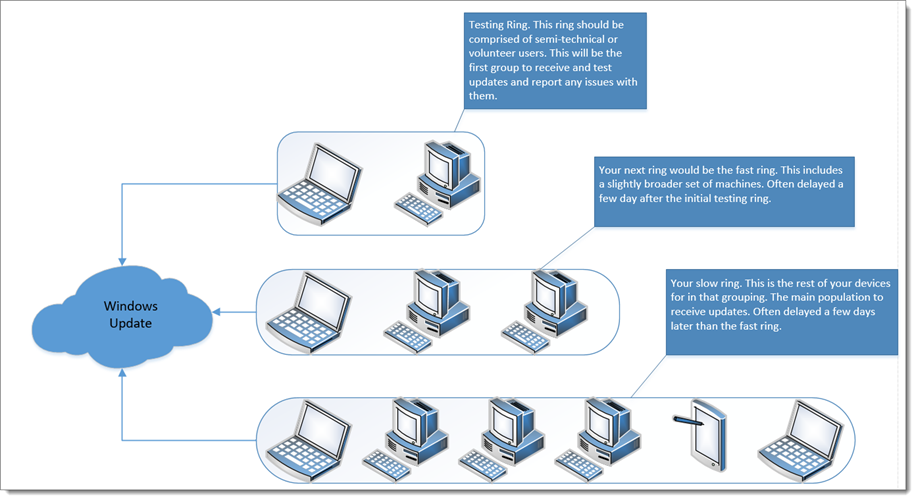 Testing Ring. This ring should be
comprised of semi-technical or
volunteer users. This will be the
first group to receive and test
updates and report any issues with
them.
Your next ring would be the fast ring. This includes
a slightly broader set of machines. Often delayed a
few day after the initial testing ring.
Windows
Update
Your slow ring. This is the rest of your devices
for in that grouping. The main population to
receive updates. Often delayed a few days
later than the fast ring.